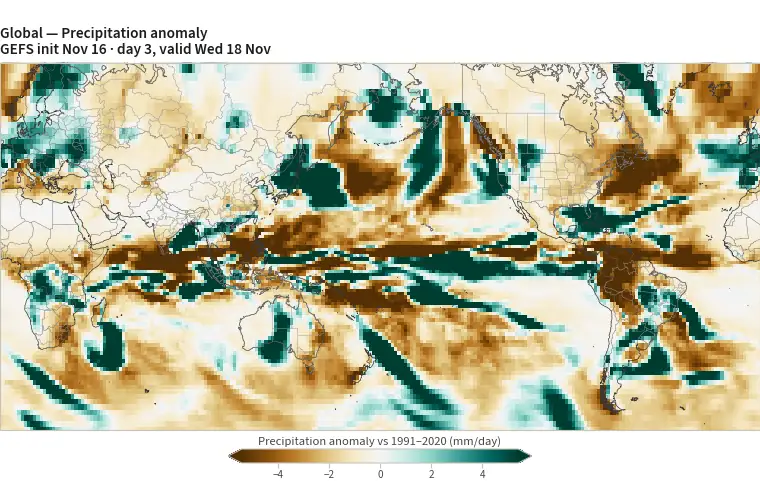 Global — Precipitation anomaly
GEFS init Nov 16 · day 3, valid Wed 18 Nov
Precipitation anomaly vs 1991–2020 (mm/day)
−4 −2 0 2 4